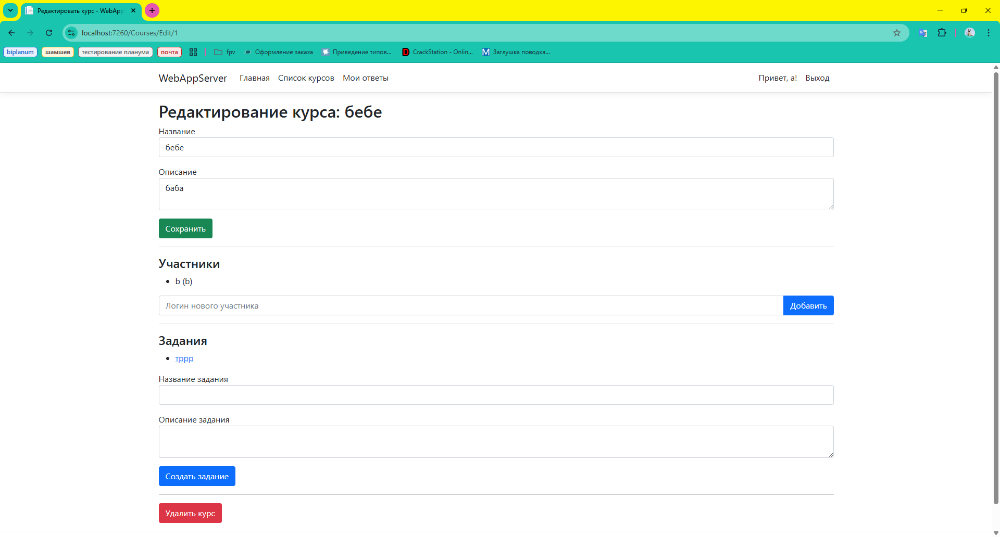 Редактировать курс - WebApp
localhost:7260/Courses/Edit/1
biplanum шамшев тестирование планума почта fpv Оформление заказа Приведение типов... CrackStation - Onlin... Заглушка поводка...
WebAppServer Главная Список курсов Мои ответы Привет, a! Выход
Редактирование курса: бебе
Название
бебе
Описание
баба
Сохранить
Участники
b (b)
Логин нового участника Добавить
Задания
тррр
Название задания
Описание задания
Создать задание
Удалить курс